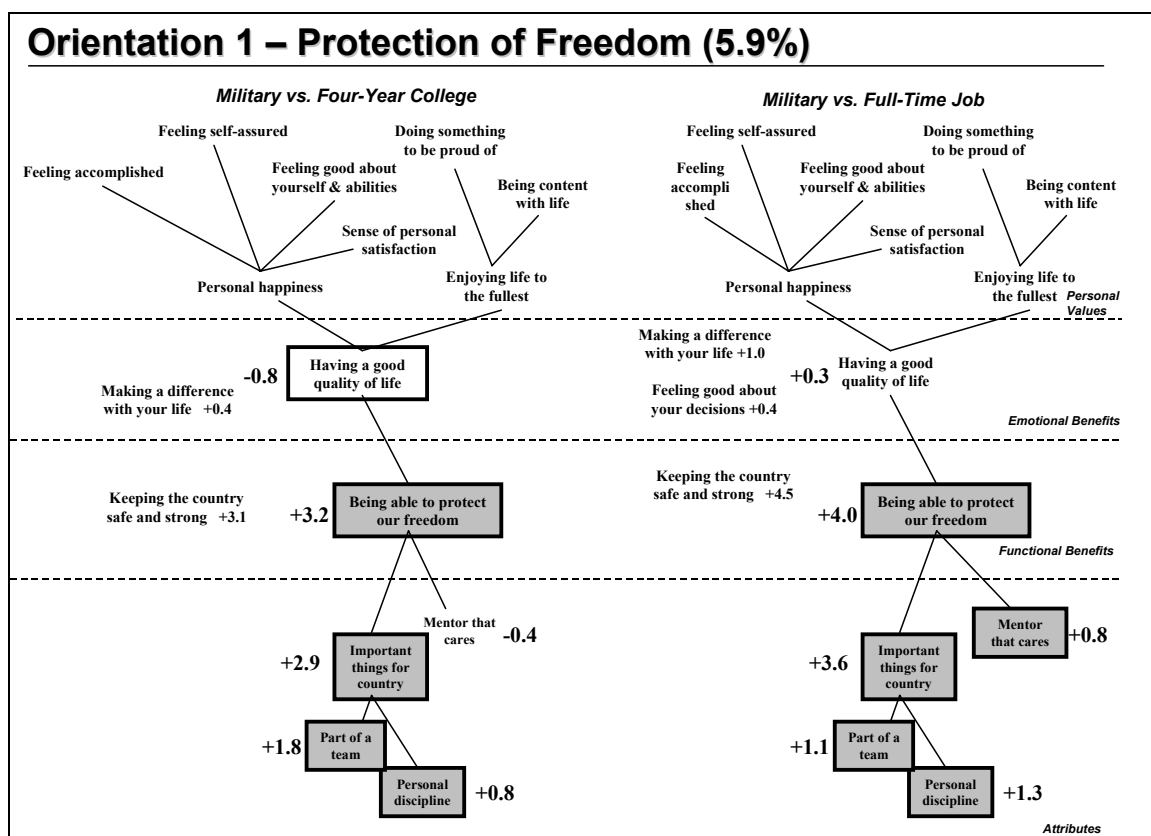 Orientation 1 – Protection of Freedom (5.9%)
Military vs. Four-Year College
Feeling self-assured
Doing something
to be proud of
Feeling accomplished
Feeling good about
yourself & abilities
Being content
with life
Sense of personal
satisfaction
Personal happiness
Enjoying life to
the fullest
-0.8
Having a good
quality of life
Making a difference
with your life +0.4
Keeping the country
safe and strong +3.1
+3.2
Being able to protect
our freedom
Mentor that
cares
-0.4
+2.9
Important
things for
country
+1.8
Part of a
team
Personal
discipline
+0.8
Military vs. Full-Time Job
Feeling self-assured
Doing something
to be proud of
Feeling
accompli
shed
Feeling good about
yourself & abilities
Being content
with life
Sense of personal
satisfaction
Personal happiness
Enjoying life to
the fullest
Personal
Values
Making a difference
with your life +1.0
+0.3
Having a good
quality of life
Feeling good about
your decisions +0.4
Emotional Benefits
Keeping the country
safe and strong +4.5
+4.0
Being able to protect
our freedom
Functional Benefits
Mentor
that cares
+0.8
+3.6
Important
things for
country
+1.1
Part of a
team
Personal
discipline
+1.3
Attributes